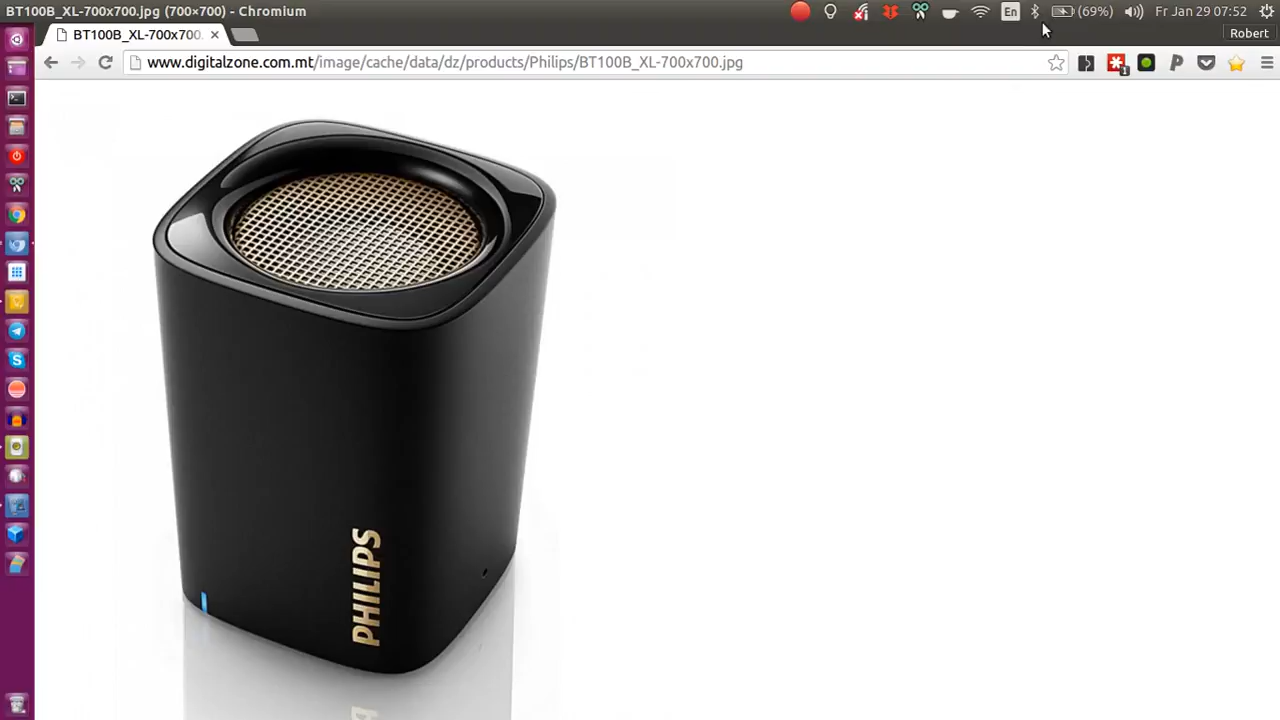 BT100B_XL-700x700.jpg (700×700) - Chromium
En
(69%)
Fr Jan 29 07:52
BT100B_XL-700x700.
Robert
www.digitalzone.com.mt/image/cache/data/dz/products/Philips/BT100B_XL-700x700.jpg
1
PHILIPS